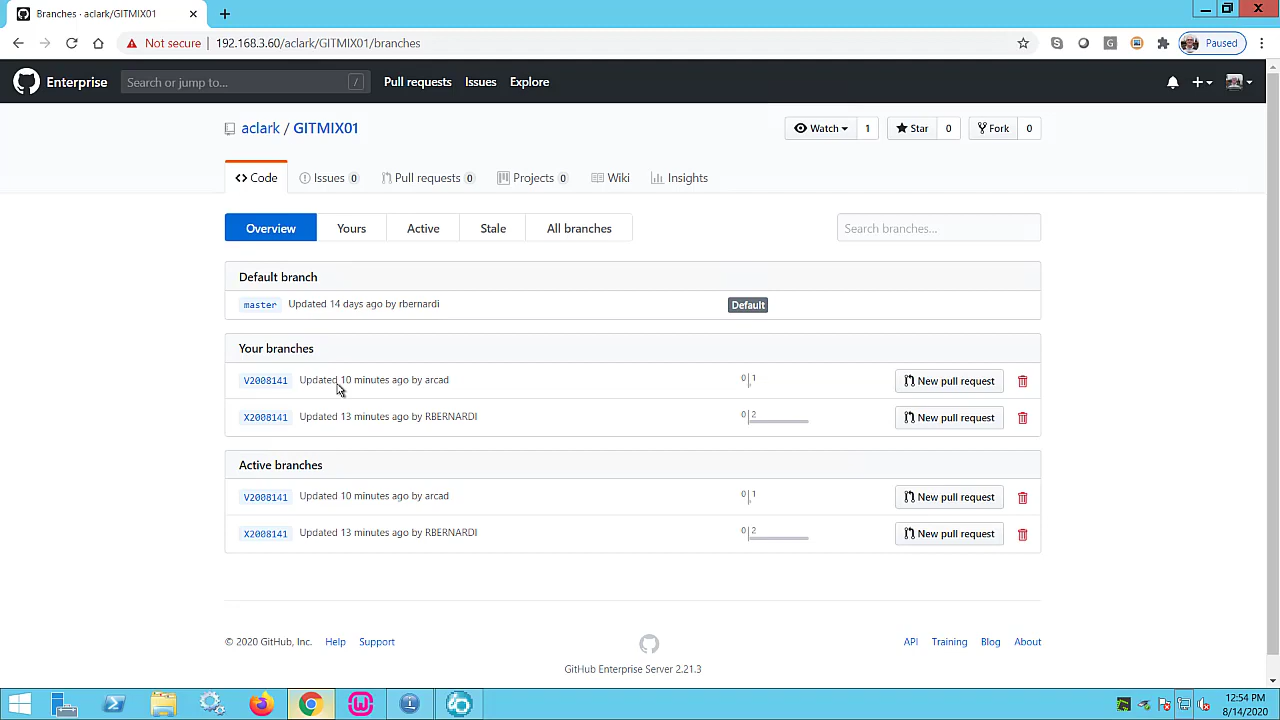 Branches · aclark/GITMIX01
Not secure 192.168.3.60/aclark/GITMIX01/branches
G
Paused
Enterprise
Search or jump to...
/
Pull requests
Issues
Explore
aclark / GITMIX01
Watch 1
Star 0
Fork 0
Code
Issues 0
Pull requests 0
Projects 0
Wiki
Insights
Overview
Yours
Active
Stale
All branches
Search branches...
Default branch
master Updated 14 days ago by rbernardi Default
Your branches
V2008141 Updated 10 minutes ago by arcad 0|1 New pull request
X2008141 Updated 13 minutes ago by RBERNARDI 0|2 New pull request
Active branches
V2008141 Updated 10 minutes ago by arcad 0|1 New pull request
X2008141 Updated 13 minutes ago by RBERNARDI 0|2 New pull request
© 2020 GitHub, Inc. Help Support
API Training Blog About
GitHub Enterprise Server 2.21.3
12:54 PM
8/14/2020